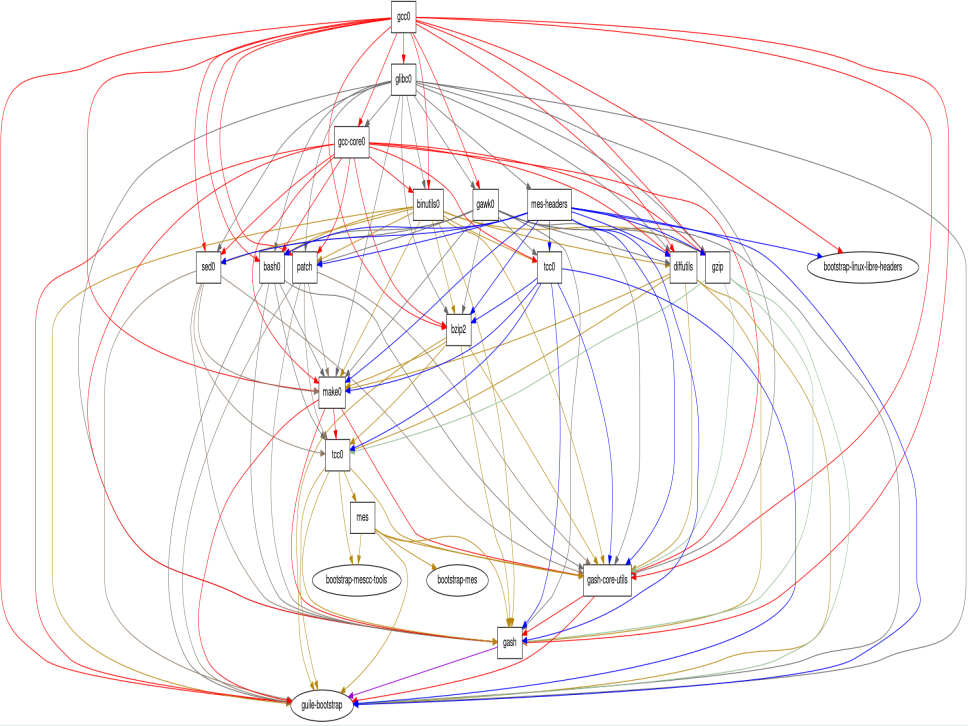 gcc0
glibc0
gcc-core0
binutils0
gawk0
mes-headers
sed0
bash0
patch
tcc0
diffutils
gzip
bootstrap-linux-libre-headers
bzip2
make0
tcc0
mes
bootstrap-mescc-tools
bootstrap-mes
gash-core-utils
gash
guile-bootstrap